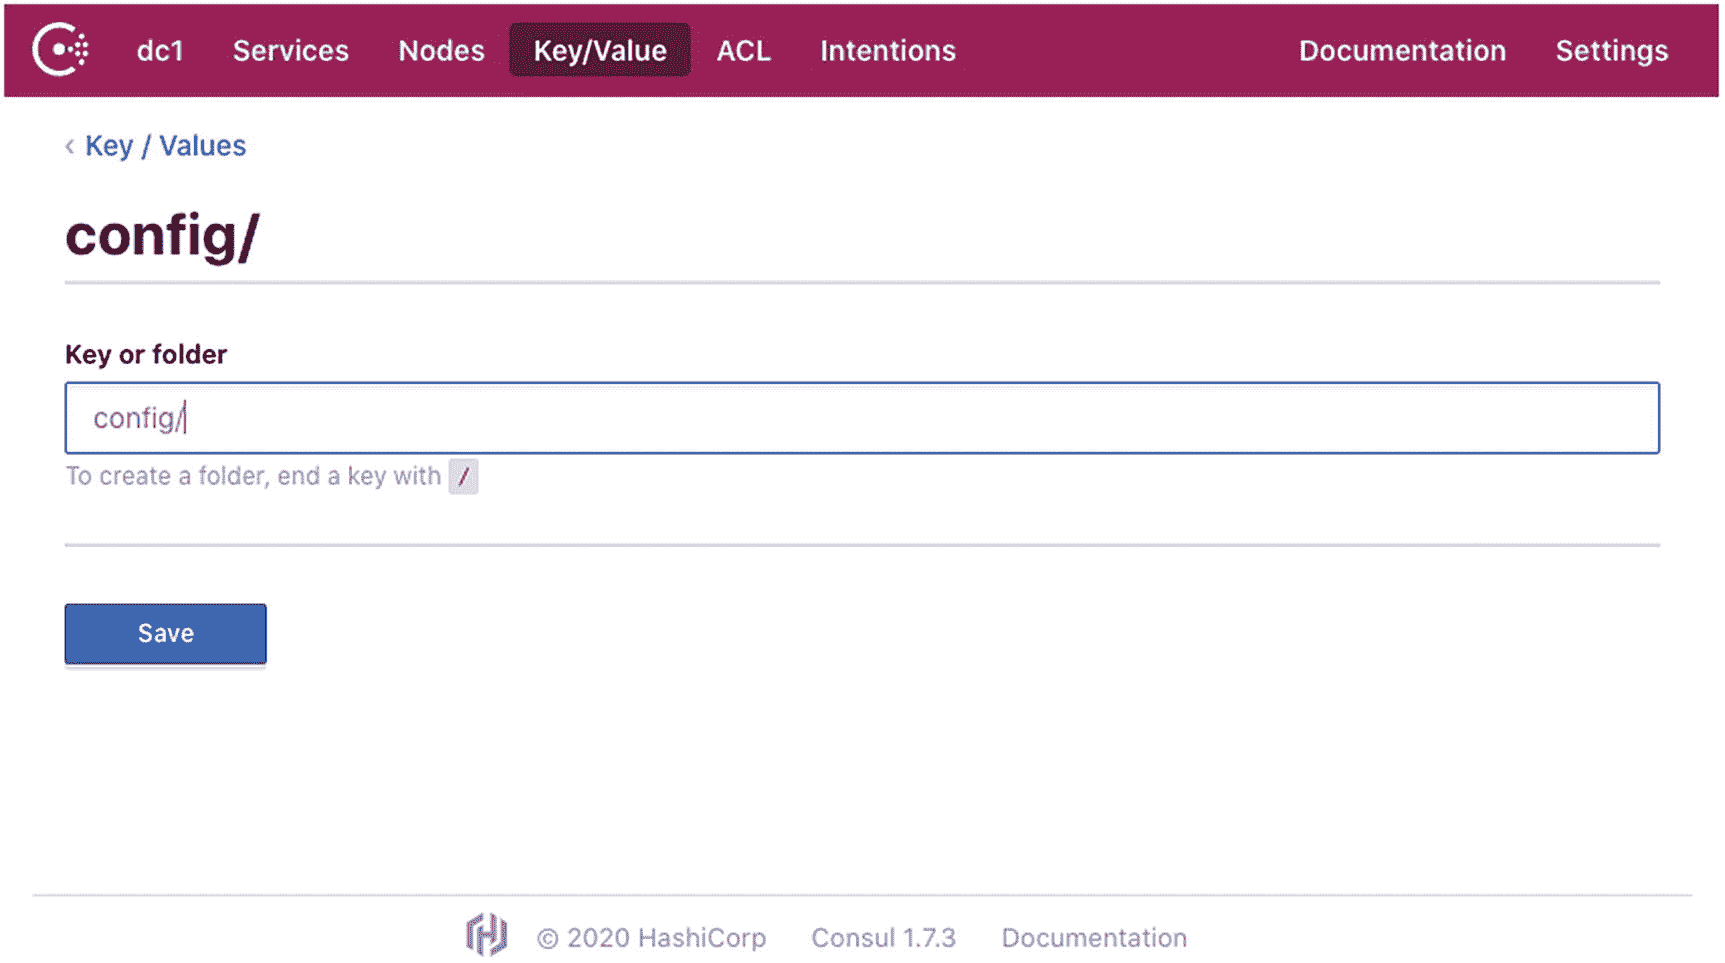 dc1 Services Nodes Key/Value ACL Intentions Documentation Settings
‹ Key / Values
config/
Key or folder
config/
To create a folder, end a key with /
Save
© 2020 HashiCorp Consul 1.7.3 Documentation